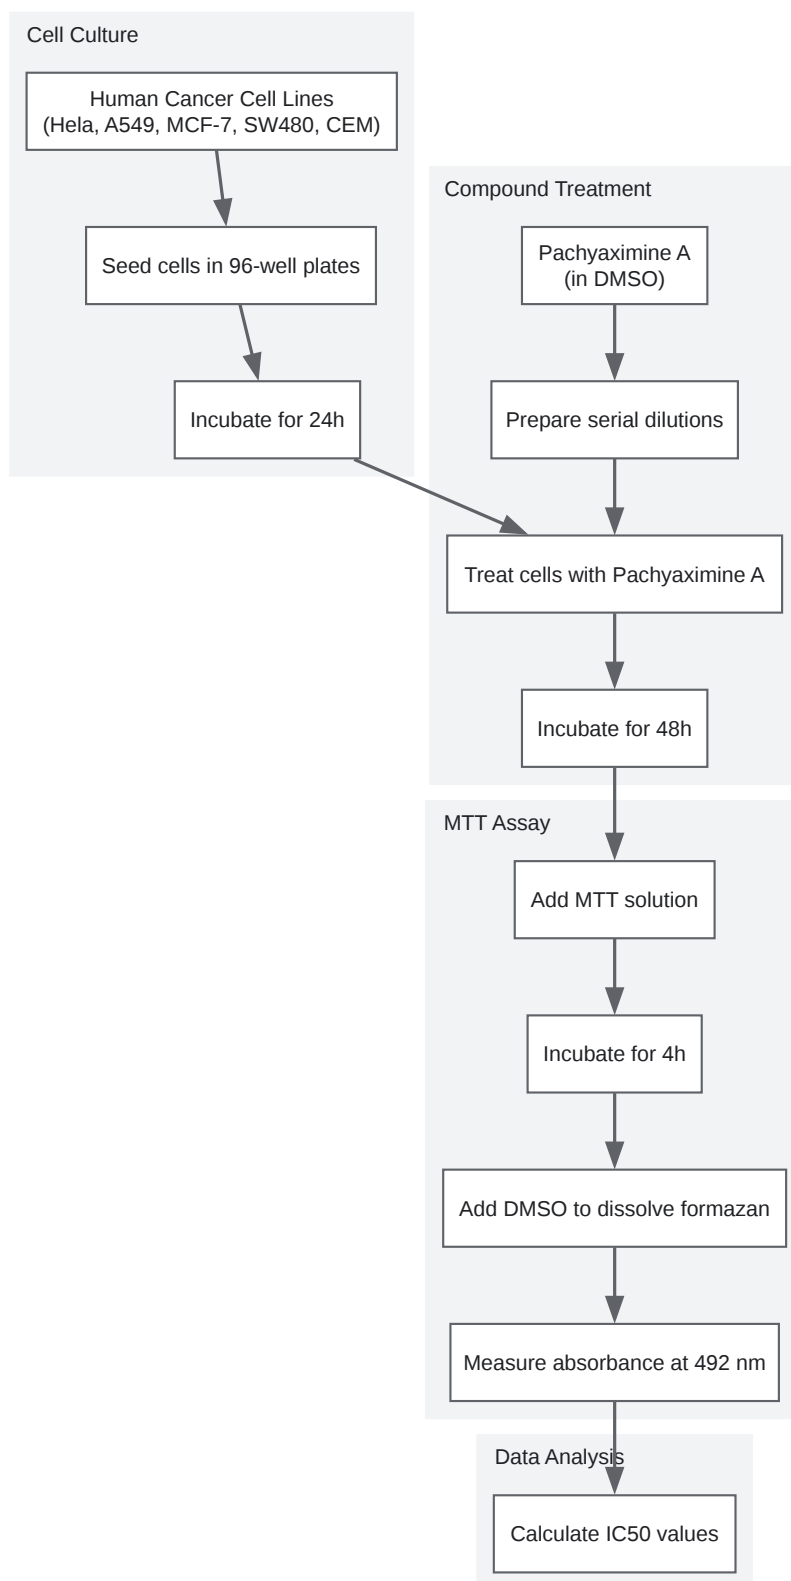 Cell Culture
Human Cancer Cell Lines
(Hela, A549, MCF-7, SW480, CEM)
Seed cells in 96-well plates
Incubate for 24h
Compound Treatment
Pachyaximine A
(in DMSO)
Prepare serial dilutions
Treat cells with Pachyaximine A
Incubate for 48h
MTT Assay
Add MTT solution
Incubate for 4h
Add DMSO to dissolve formazan
Measure absorbance at 492 nm
Data Analysis
Calculate IC50 values